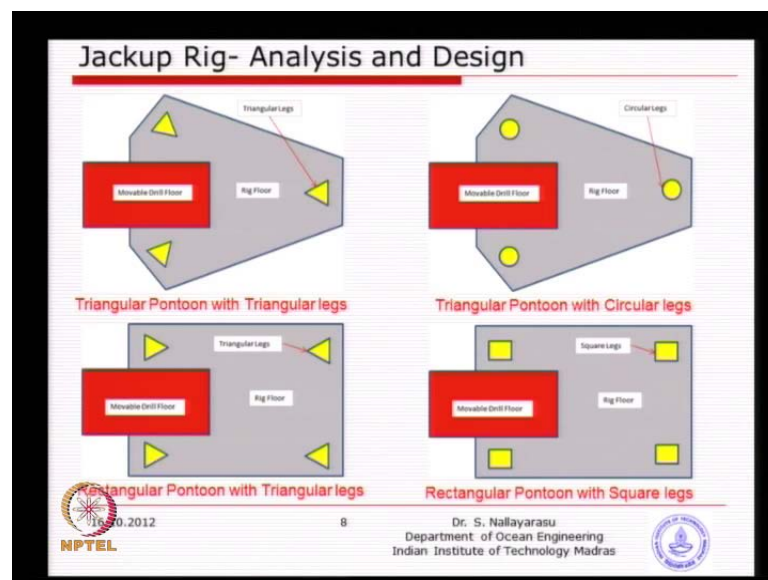 Jackup Rig- Analysis and Design
Triangular Legs
Movable Drill Floor
Rig Floor
Triangular Pontoon with Triangular legs
Circular Legs
Movable Drill Floor
Rig Floor
Triangular Pontoon with Circular legs
Triangular Legs
Movable Drill Floor
Rig Floor
Rectangular Pontoon with Triangular legs
Square Legs
Movable Drill Floor
Rig Floor
Rectangular Pontoon with Square legs
8
Dr. S. Nallayarasu
Department of Ocean Engineering
Indian Institute of Technology Madras
NPTEL